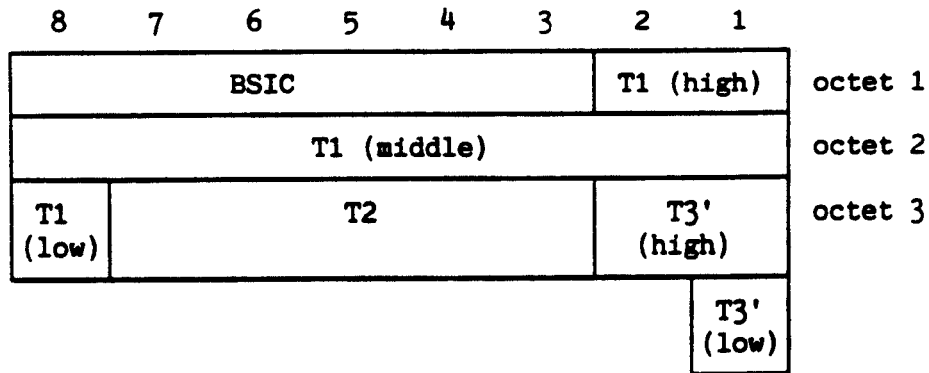 8 7 6 5 4 3 2 1
BSIC T1 (high) octet 1
T1 (middle) octet 2
T1 T2 T3' octet 3
(low) (high)
T3'
(low)